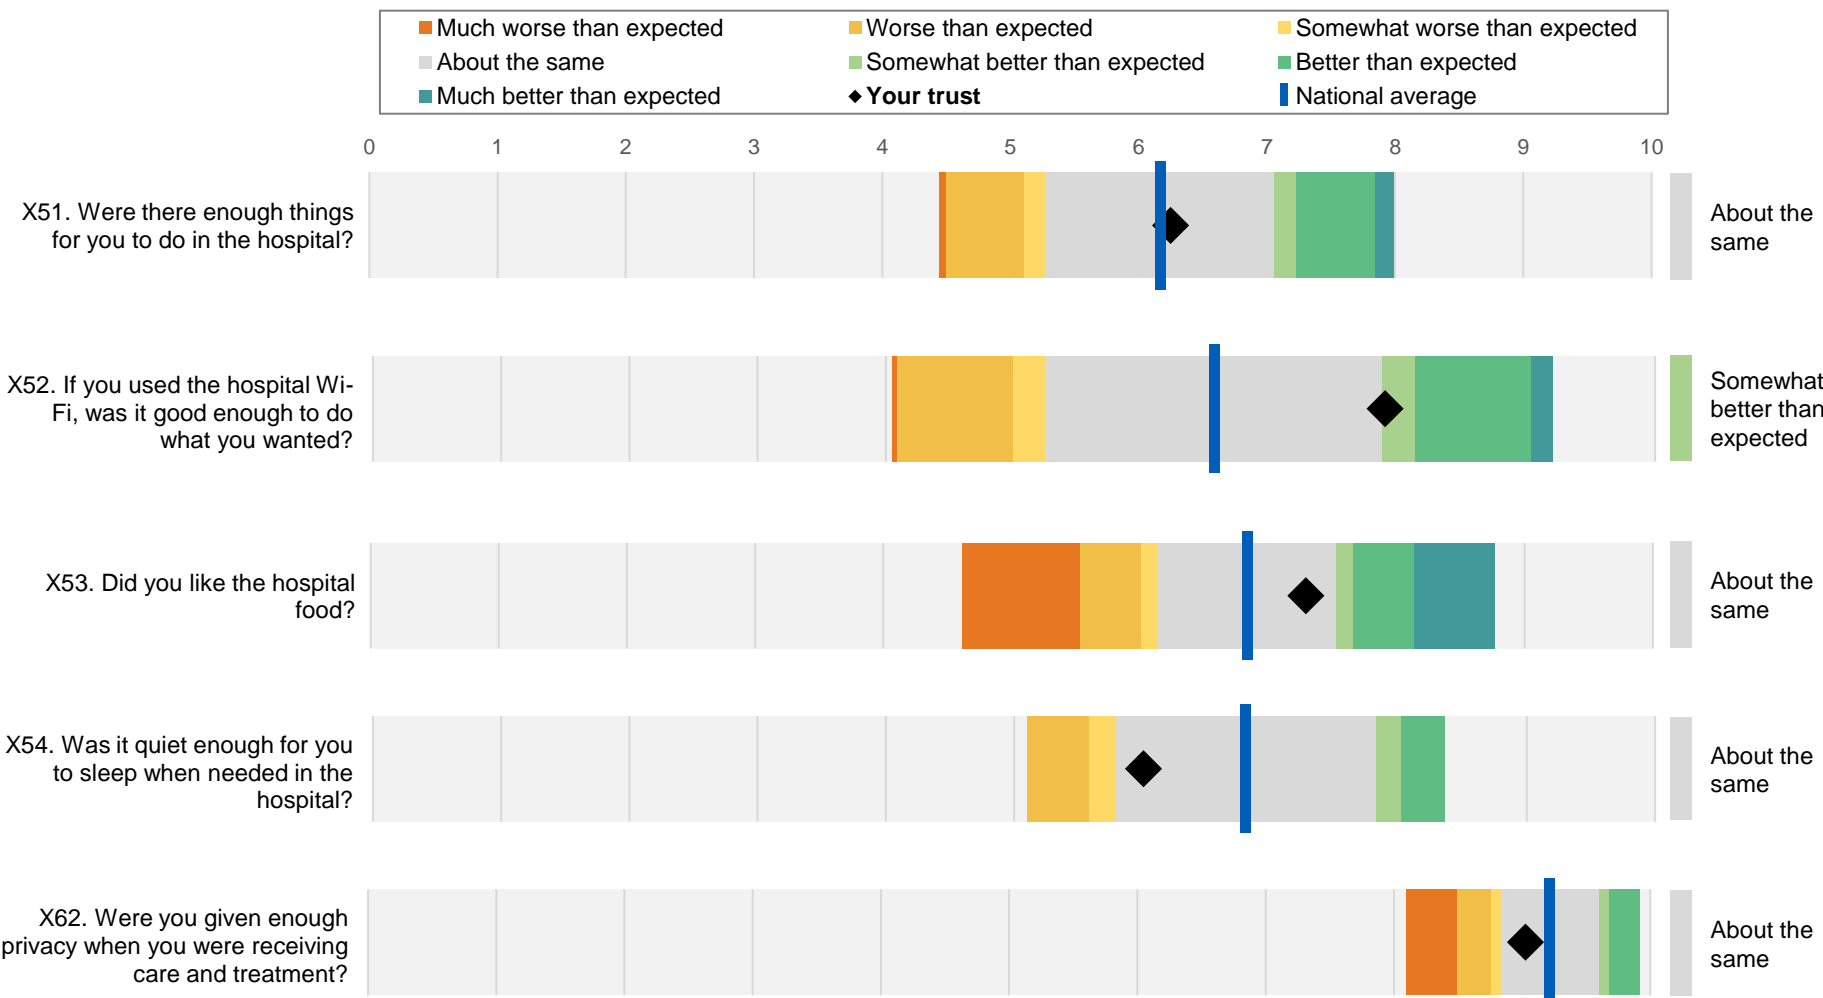 Much worse than expected
Worse than expected
Somewhat worse than expected
About the same
Somewhat better than expected
Better than expected
Much better than expected
Your trust
National average
0 1 2 3 4 5 6 7 8 9 10
X51. Were there enough things
for you to do in the hospital?
About the
same
X52. If you used the hospital Wi-
Fi, was it good enough to do
what you wanted?
Somewhat
better than
expected
X53. Did you like the hospital
food?
About the
same
X54. Was it quiet enough for you
to sleep when needed in the
hospital?
About the
same
X62. Were you given enough
privacy when you were receiving
care and treatment?
About the
same